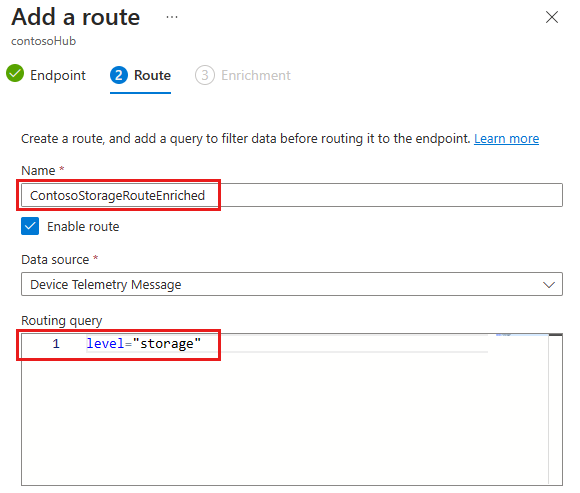 Add a route ...
contosoHub
Endpoint 2 Route 3 Enrichment
Create a route, and add a query to filter data before routing it to the endpoint. Learn more
Name *
ContosoStorageRouteEnriched
Enable route
Data source *
Device Telemetry Message
Routing query
1 level="storage"